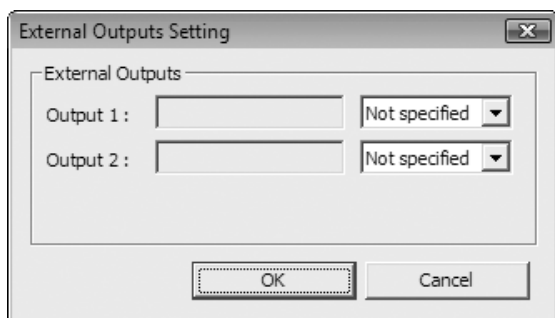 External Outputs Setting
External Outputs
Output 1 : Not specified
Output 2 : Not specified
OK Cancel